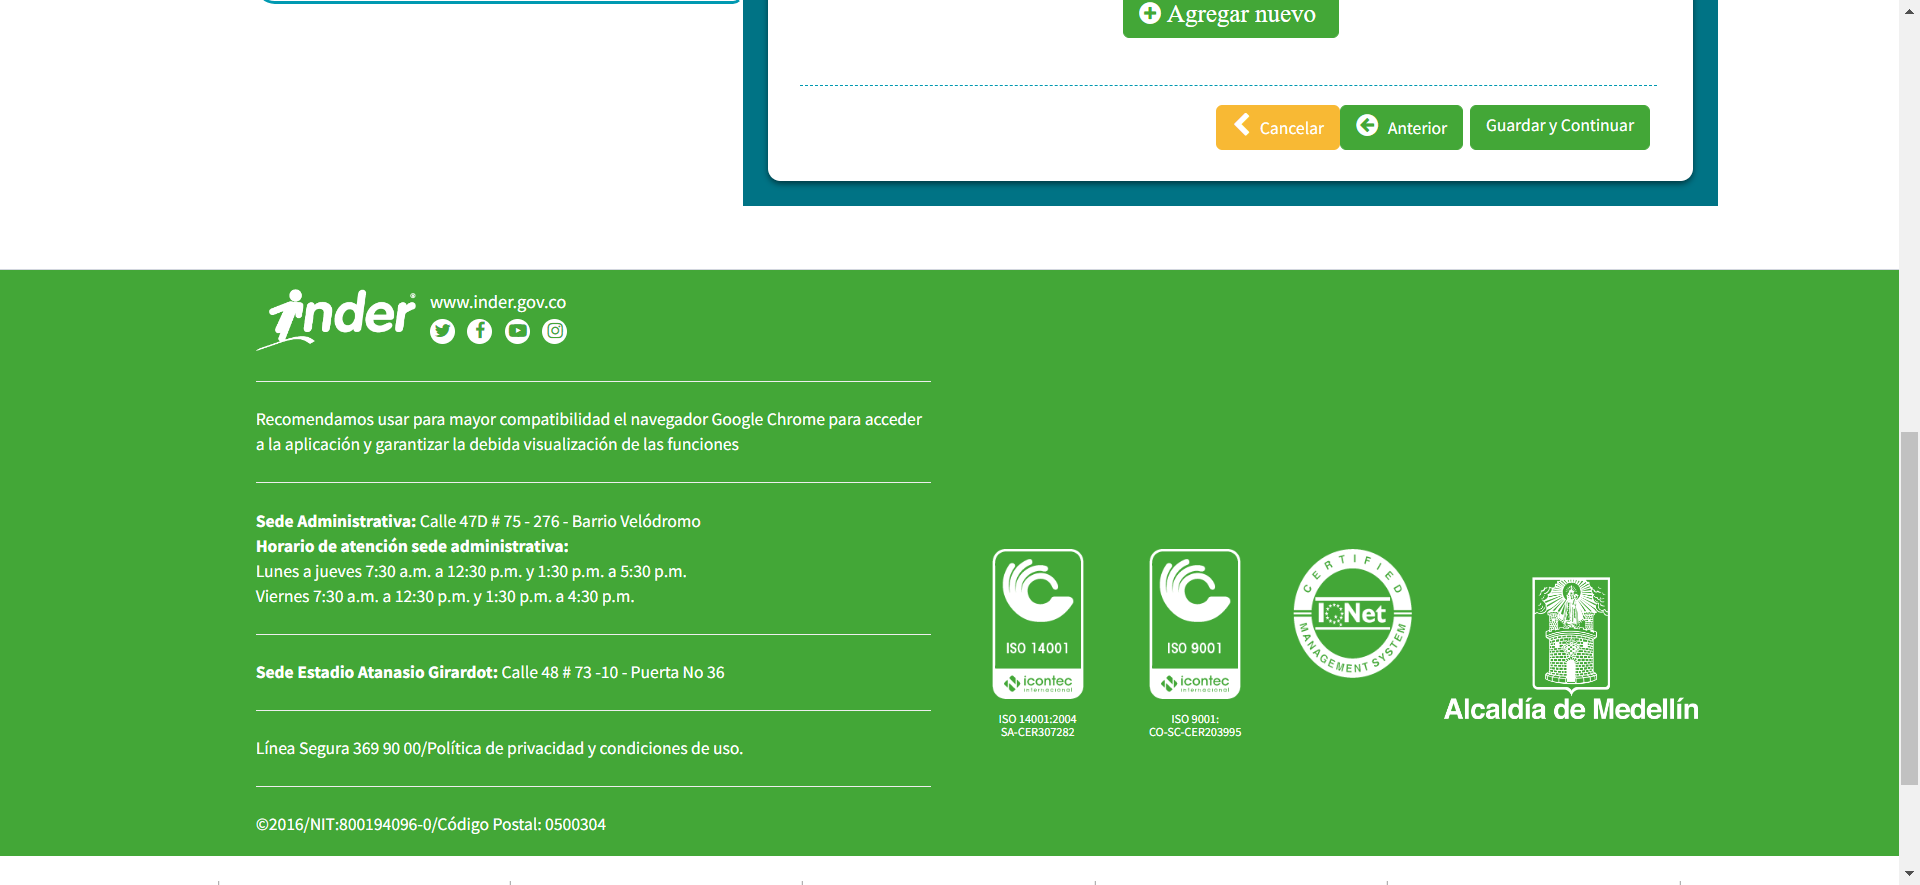 Agregar nuevo
Cancelar
Anterior
Guardar y Continuar
inder®
www.inder.gov.co
Recomendamos usar para mayor compatibilidad el navegador Google Chrome para acceder
a la aplicación y garantizar la debida visualización de las funciones
Sede Administrativa: Calle 47D # 75 - 276 - Barrio Velódromo
Horario de atención sede administrativa:
Lunes a jueves 7:30 a.m. a 12:30 p.m. y 1:30 p.m. a 5:30 p.m.
Viernes 7:30 a.m. a 12:30 p.m. y 1:30 p.m. a 4:30 p.m.
Sede Estadio Atanasio Girardot: Calle 48 # 73 -10 - Puerta No 36
Línea Segura 369 90 00/Política de privacidad y condiciones de uso.
©2016/NIT:800194096-0/Código Postal: 0500304
ISO 14001
icontec
internacional
ISO 14001:2004
SA-CER307282
ISO 9001
icontec
internacional
ISO 9001:
CO-SC-CER203995
CERTIFIED
IQNet
MANAGEMENT SYSTEM
Alcaldía de Medellín